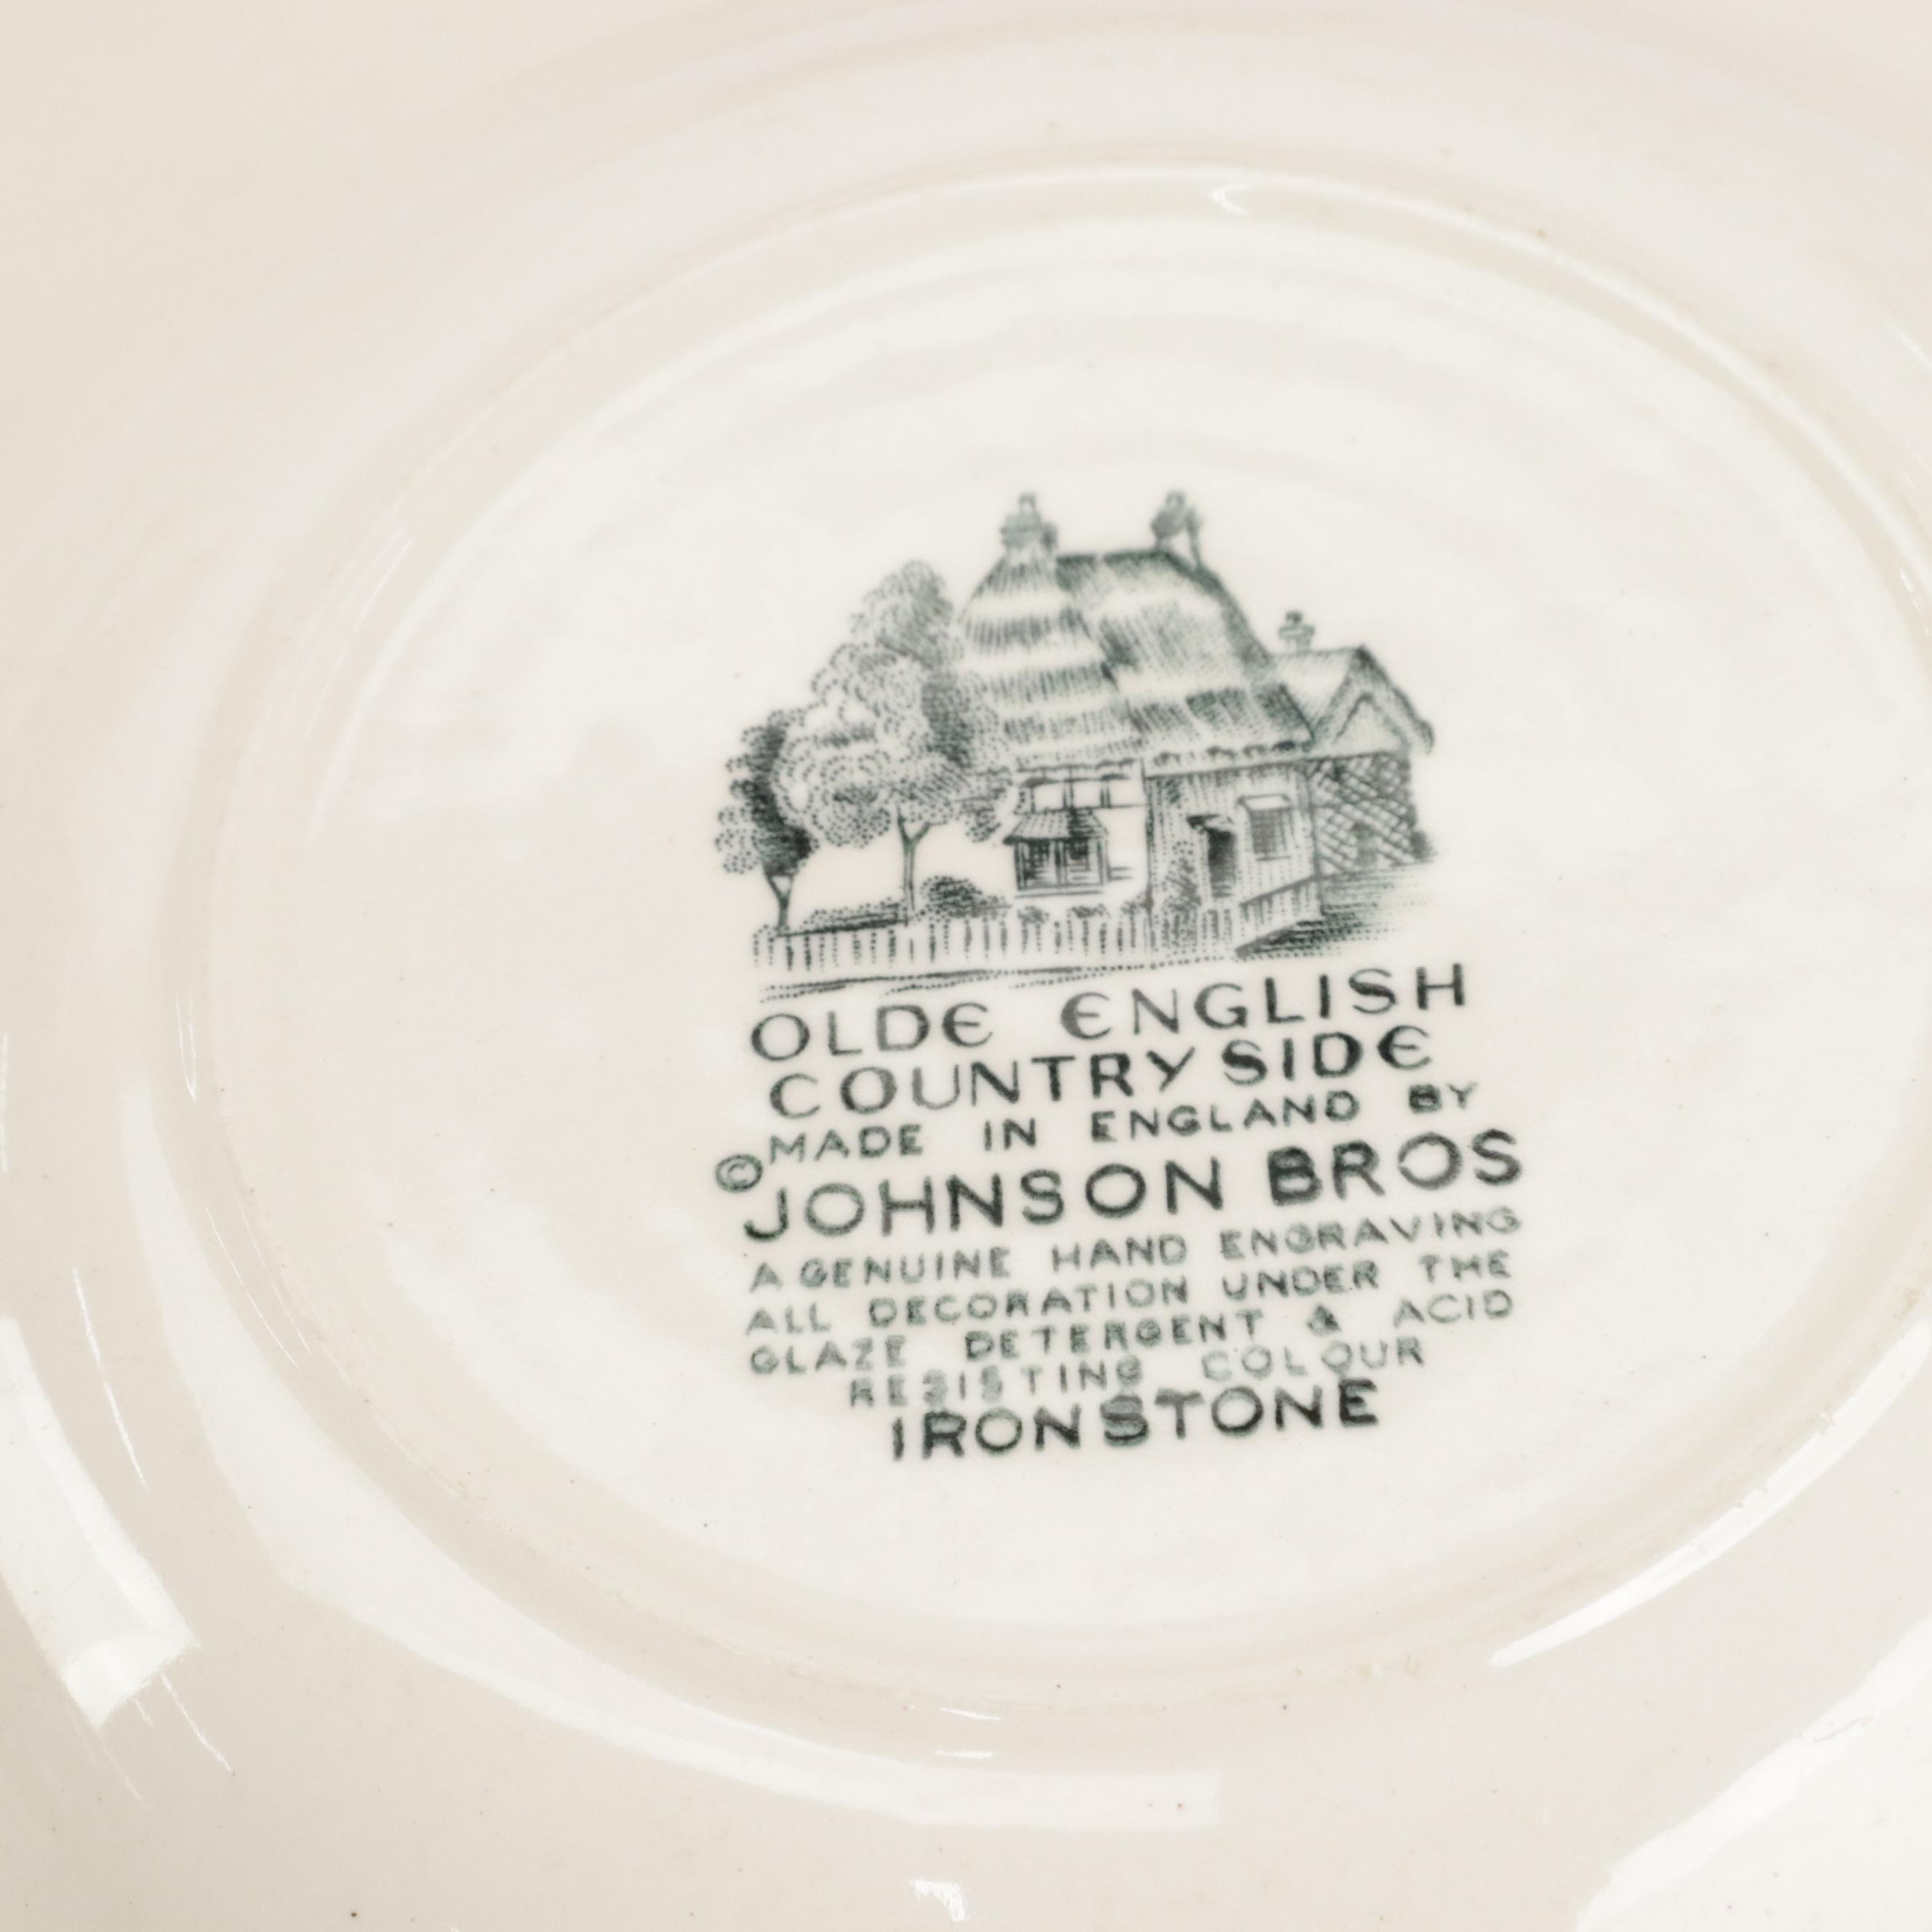 OLDE ENGLISH
COUNTRYSIDE
MADE IN ENGLAND BY
© JOHNSON BROS
A GENUINE HAND ENGRAVING
ALL DECORATION UNDER THE
GLAZE DETERGENT & ACID
RESISTING COLOUR
IRONSTONE